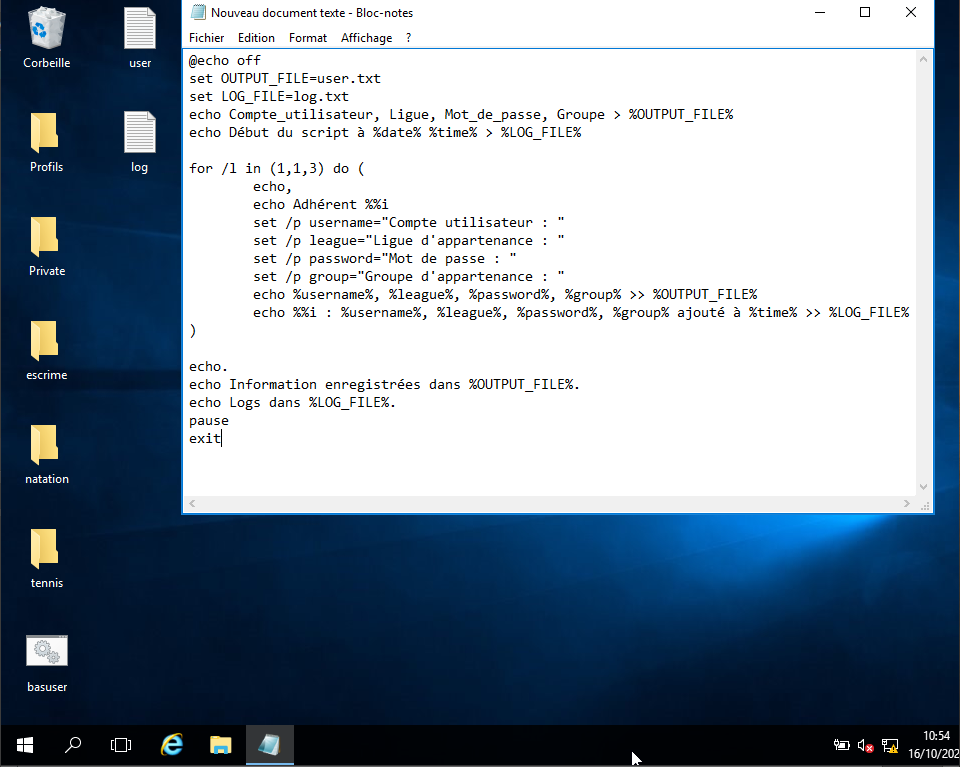 Nouveau document texte - Bloc-notes
Fichier Edition Format Affichage ?
@echo off
set OUTPUT_FILE=user.txt
set LOG_FILE=log.txt
echo Compte_utilisateur, Ligue, Mot_de_passe, Groupe > %OUTPUT_FILE%
echo Début du script à %date% %time% > %LOG_FILE%
for /l in (1,1,3) do (
echo,
echo Adhérent %%i
set /p username="Compte utilisateur : "
set /p league="Ligue d'appartenance : "
set /p password="Mot de passe : "
set /p group="Groupe d'appartenance : "
echo %username%, %league%, %password%, %group% >> %OUTPUT_FILE%
echo %%i : %username%, %league%, %password%, %group% ajouté à %time% >> %LOG_FILE%
)
echo.
echo Information enregistrées dans %OUTPUT_FILE%.
echo Logs dans %LOG_FILE%.
pause
exit
Corbeille
user
Profils
log
Private
escrime
natation
tennis
basuser
10:54
16/10/202